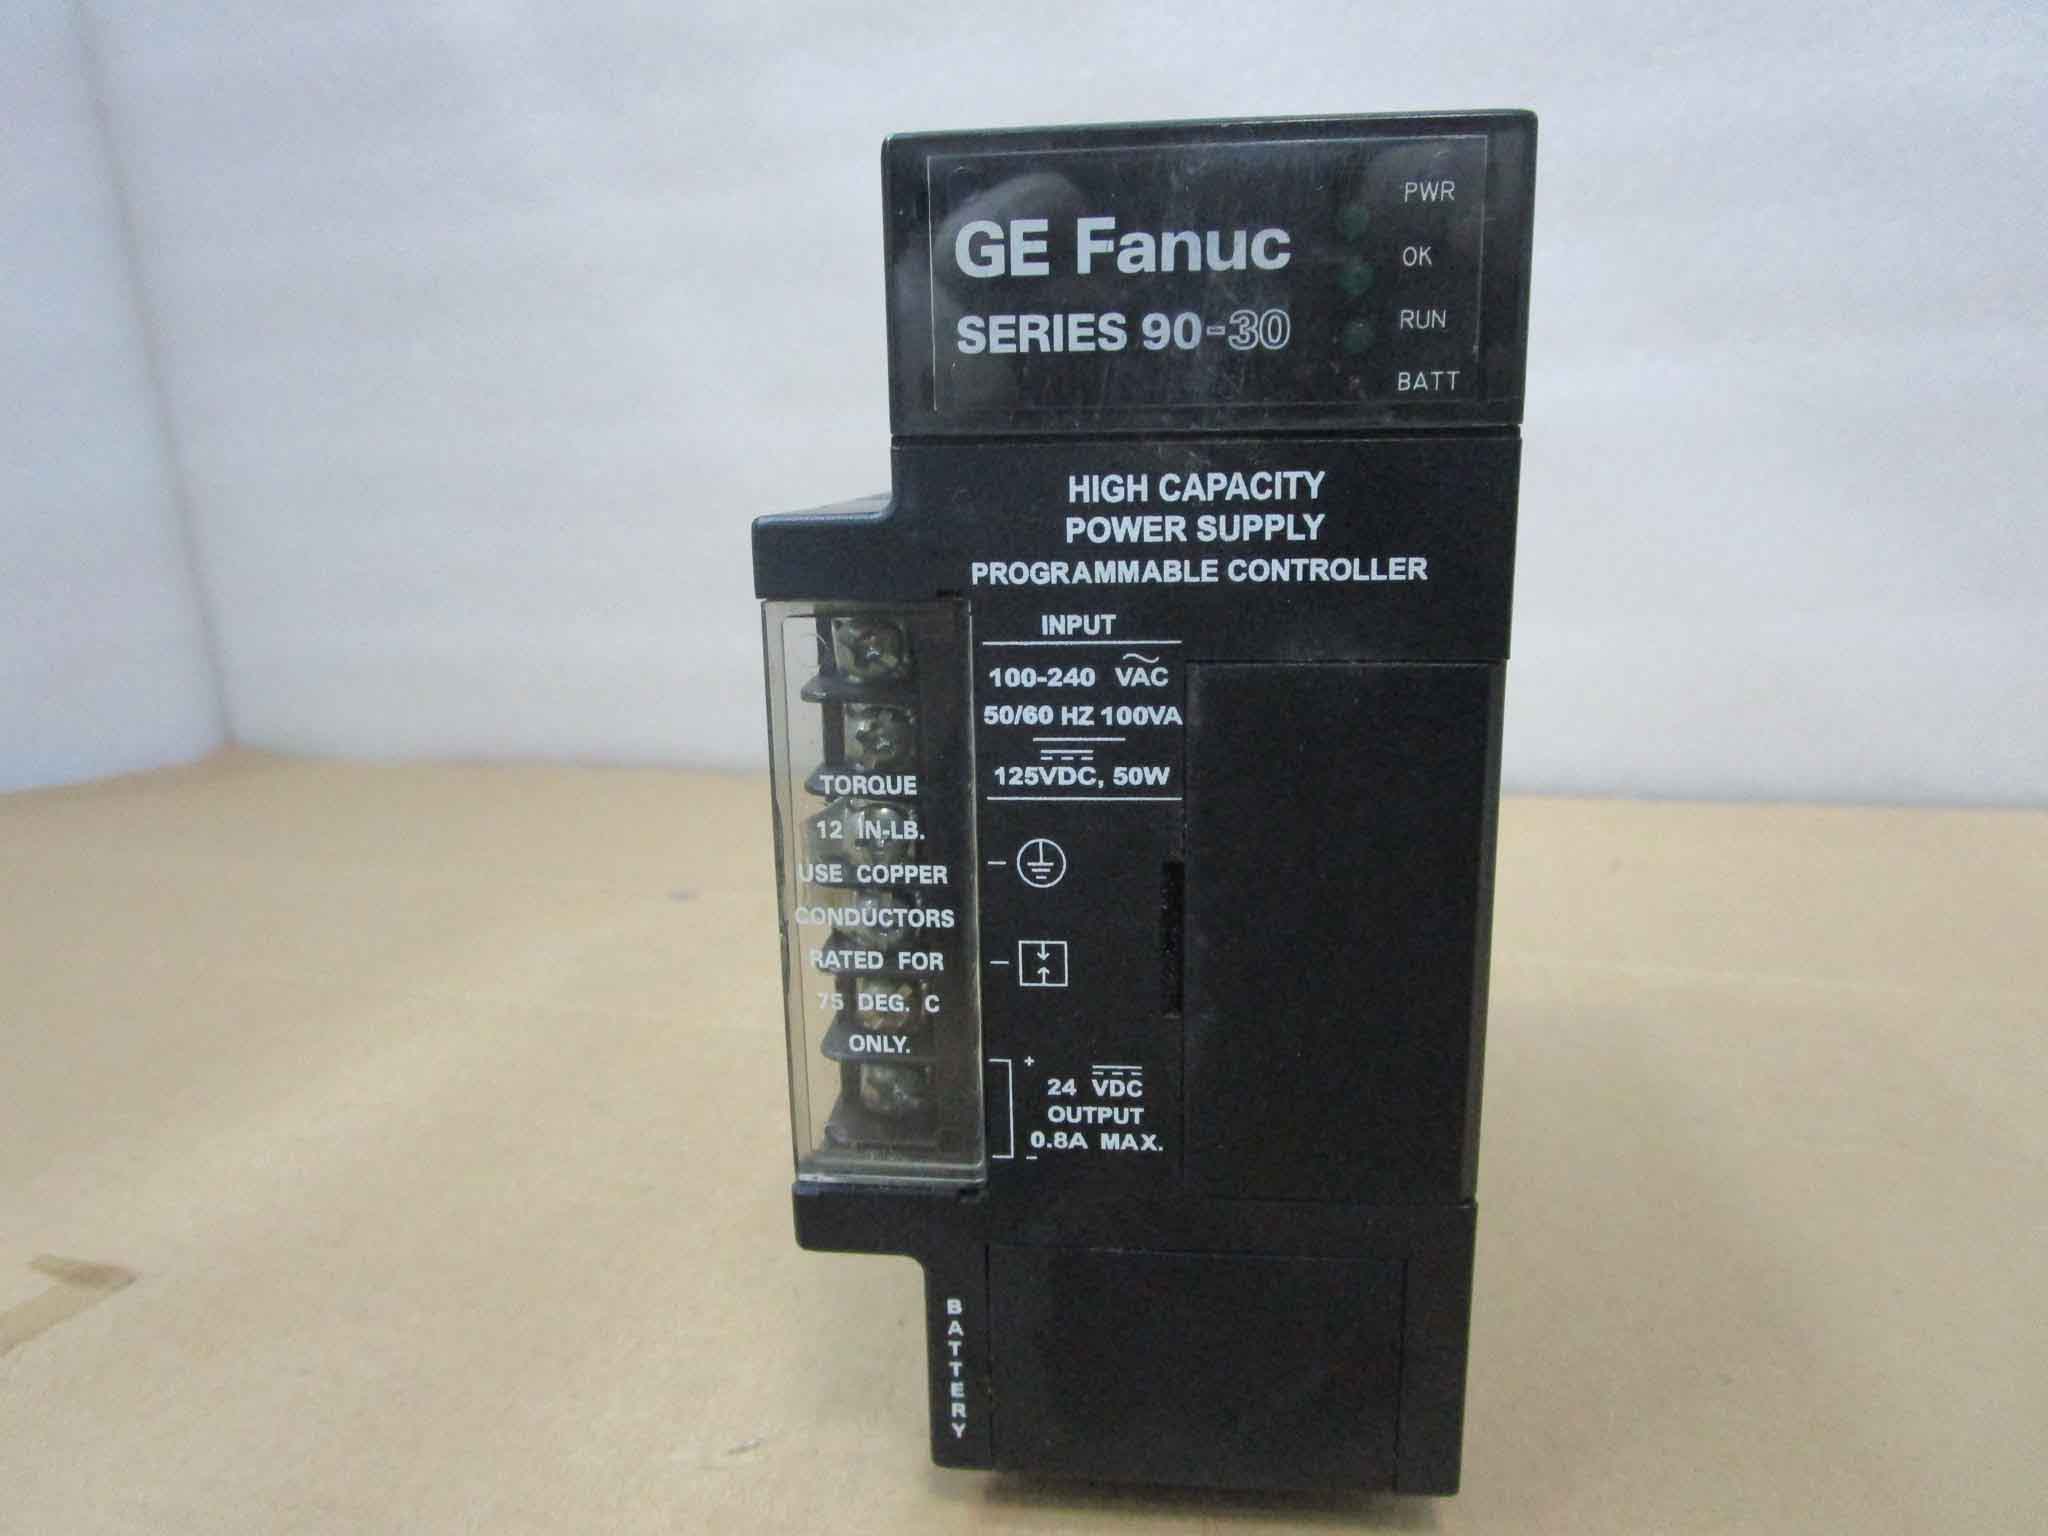 GE Fanuc
SERIES 90-30
PWR
OK
RUN
BATT
HIGH CAPACITY
POWER SUPPLY
PROGRAMMABLE CONTROLLER
INPUT
100-240 VAC
50/60 HZ 100VA
125VDC, 50W
TORQUE
12 IN-LB.
USE COPPER
CONDUCTORS
RATED FOR
75 DEG. C
ONLY.
+
24 VDC
OUTPUT
0.8A MAX.
-
BATTERY